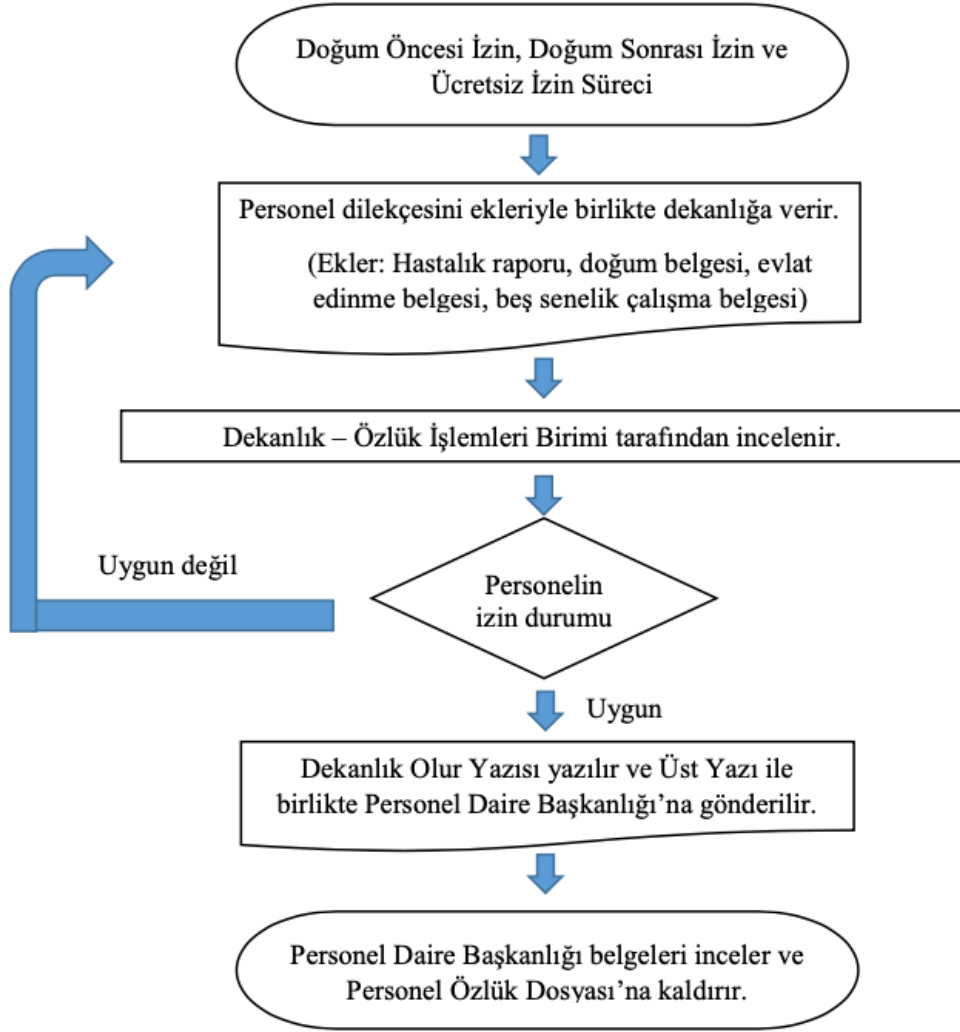 Doğum Öncesi İzin, Doğum Sonrası İzin ve
Ücretsiz İzin Süreci
Personel dilekçesini ekleriyle birlikte dekanlığa verir.
(Ekler: Hastalık raporu, doğum belgesi, evlat
edinme belgesi, beş senelik çalışma belgesi)
Dekanlık – Özlük İşlemleri Birimi tarafından incelenir.
Uygun değil
Personelin
izin durumu
Uygun
Dekanlık Olur Yazısı yazılır ve Üst Yazı ile
birlikte Personel Daire Başkanlığı’na gönderilir.
Personel Daire Başkanlığı belgeleri inceler ve
Personel Özlük Dosyası’na kaldırır.